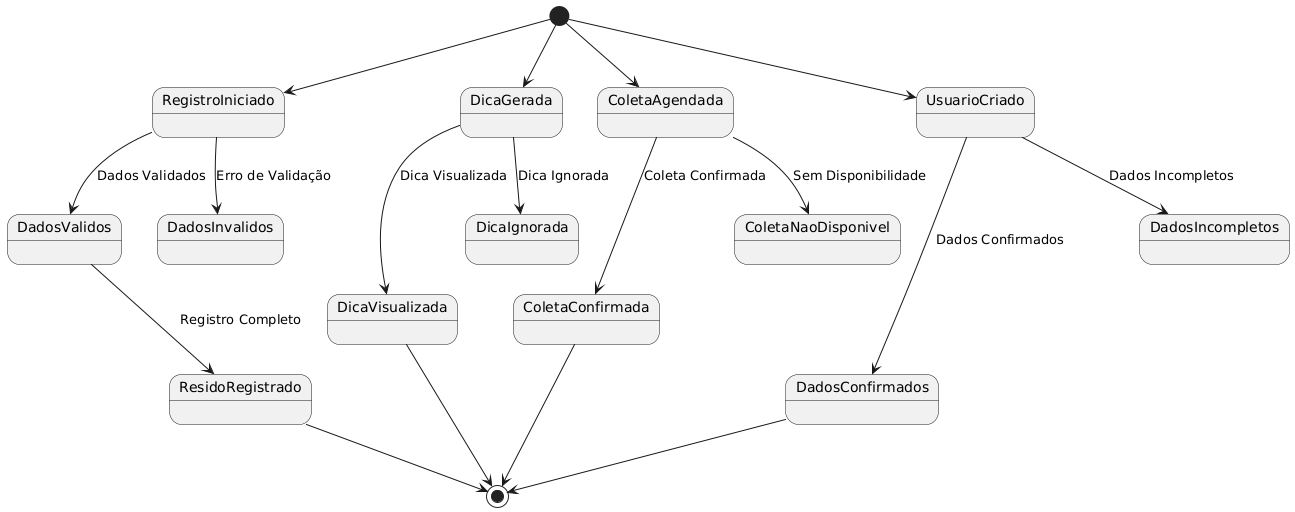 RegistroIniciado
DicaGerada
ColetaAgendada
UsuarioCriado
Dados Validados
Erro de Validação
Dica Visualizada
Dica Ignorada
Coleta Confirmada
Sem Disponibilidade
Dados Incompletos
DadosValidos
DadosInvalidos
DicaIgnorada
ColetaNaoDisponivel
Dados Confirmados
DadosIncompletos
DicaVisualizada
ColetaConfirmada
Registro Completo
ResidoRegistrado
DadosConfirmados